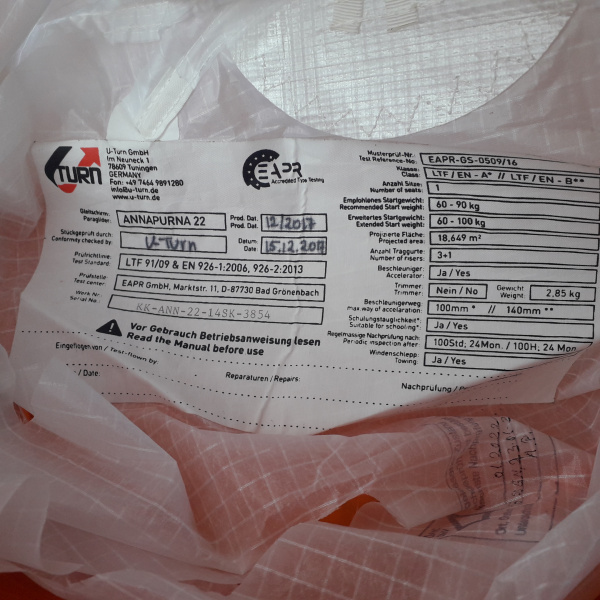 U-TURN
U-Turn GmbH
Im Neuneck 1
78609 Tuningen
GERMANY
Fon: +49 7464 9891280
info@u-turn.de
www.u-turn.de
EAPR
Accredited Type Testing
Gleitschirm:
Paraglider:
ANNAPURNA 22
Prod. Dat.
Prod. Dat.
12/2017
Stückgeprüft durch:
Conformity checked by:
U-Turn
Datum
Date:
15.12.2017
Prüfrichtlinie:
Test Standard:
LTF 91/09 & EN 926-1:2006, 926-2:2013
Prüfstelle:
Test center:
EAPR GmbH, Marktstr. 11, D-87730 Bad Grönenbach
Werk Nr.
Serial No.:
KK-ANN-22-14SK-3854
Vor Gebrauch Betriebsanweisung lesen
Read the Manual before use
Eingeflogen von / Test-flown by:
/ Date:
Reparaturen / Repairs:
Nachprüfung /
Musterprüf-Nr.:
Test Reference-No.:
EAPR-GS-0509/16
Klasse:
Class:
LTF / EN - A* // LTF / EN - B**
Anzahl Sitze:
Number of seats:
1
Empfohlenes Startgewicht:
Recommended Start weight:
60 - 90 kg
Erweitertes Startgewicht:
Extended Start weight:
60 - 100 kg
Projizierte Fläche:
Projected area:
18,649 m²
Anzahl Traggurte:
Number of risers:
3+1
Beschleuniger:
Accelerator:
Ja / Yes
Trimmer:
Trimmer:
Nein / No
Gewicht
Weight:
2,85 kg
Beschleunigerweg:
max.way of accelaration:
100mm * // 140mm **
Schulungstauglichkeit*:
Suitable for schooling*:
Ja / Yes
Regelmässige Nachprüfung nach:
Periodic inspection after
100Std; 24Mon. / 100H; 24 Mon
Windenschlepp:
Towing:
Ja / Yes